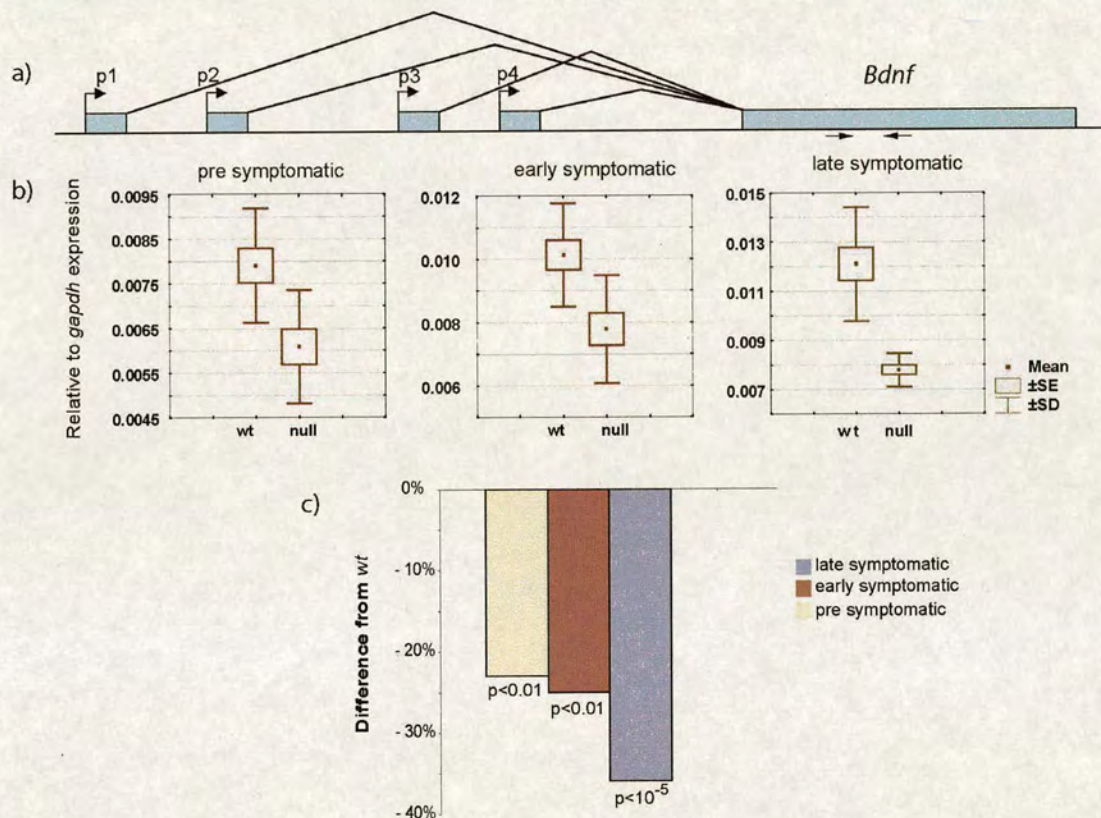 a)
p1
p2
p3
p4
Bdnf
b)
pre symptomatic
early symptomatic
late symptomatic
Relative to gapdh expression
0.0095
0.0085
0.0075
0.0065
0.0055
0.0045
wt null
0.012
0.010
0.008
0.006
wt null
0.015
0.013
0.011
0.009
0.007
wt null
Mean
±SE
±SD
c)
Difference from wt
0%
- 10%
- 20%
- 30%
- 40%
p<0.01
p<0.01
p<10⁻⁵
late symptomatic
early symptomatic
pre symptomatic